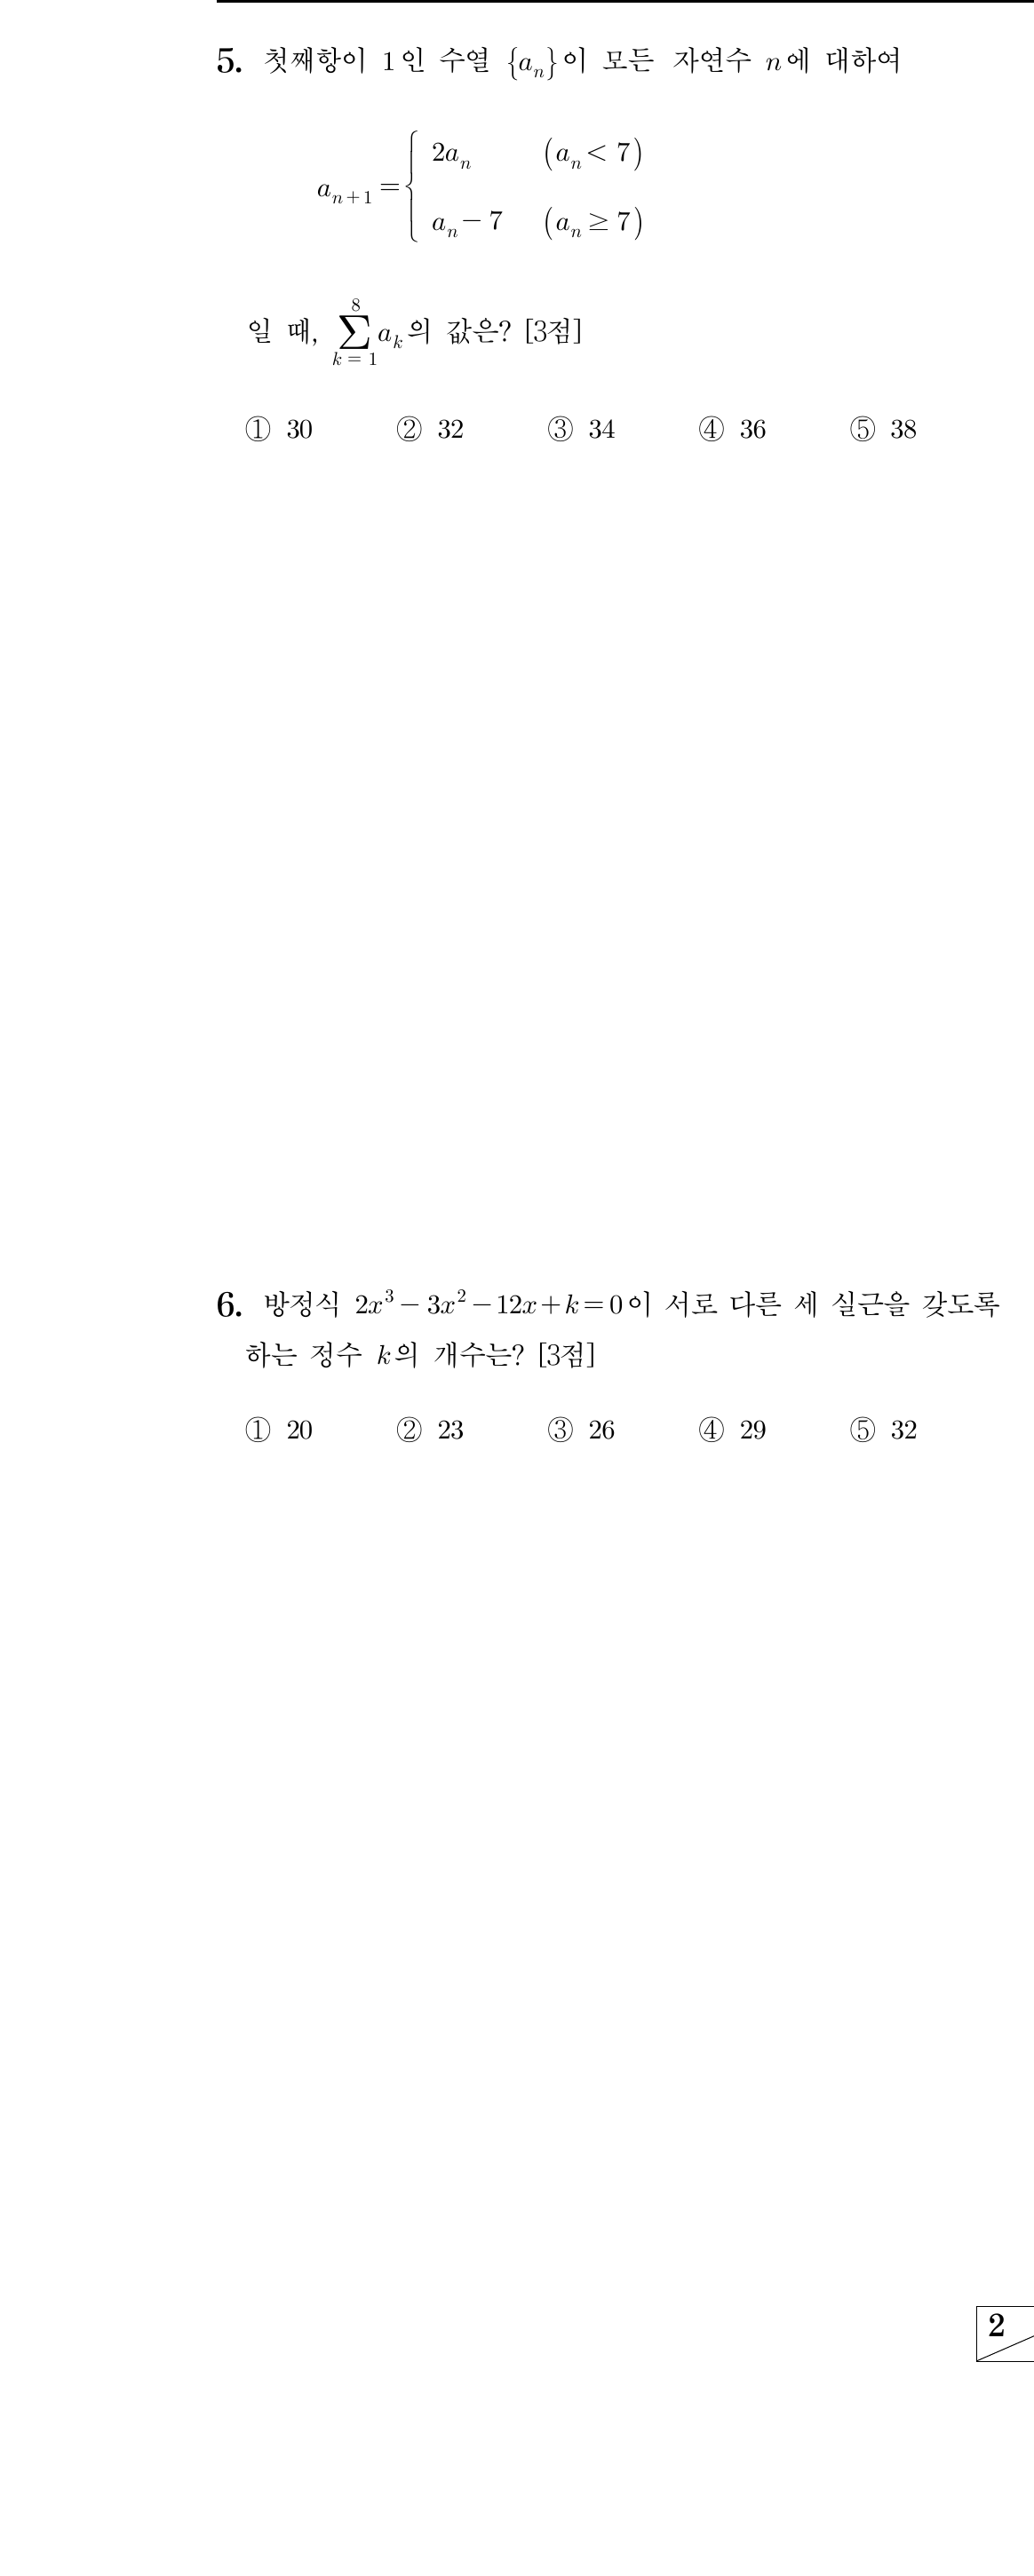 5. 첫째항이 1인 수열 {aₙ}이 모든 자연수 n에 대하여
aₙ₊₁ = { 2aₙ (aₙ < 7)
aₙ − 7 (aₙ ≥ 7)
일 때, ∑_{k=1}^{8} aₖ의 값은? [3점]
① 30 ② 32 ③ 34 ④ 36 ⑤ 38
6. 방정식 2x³ − 3x² − 12x + k = 0이 서로 다른 세 실근을 갖도록
하는 정수 k의 개수는? [3점]
① 20 ② 23 ③ 26 ④ 29 ⑤ 32
2